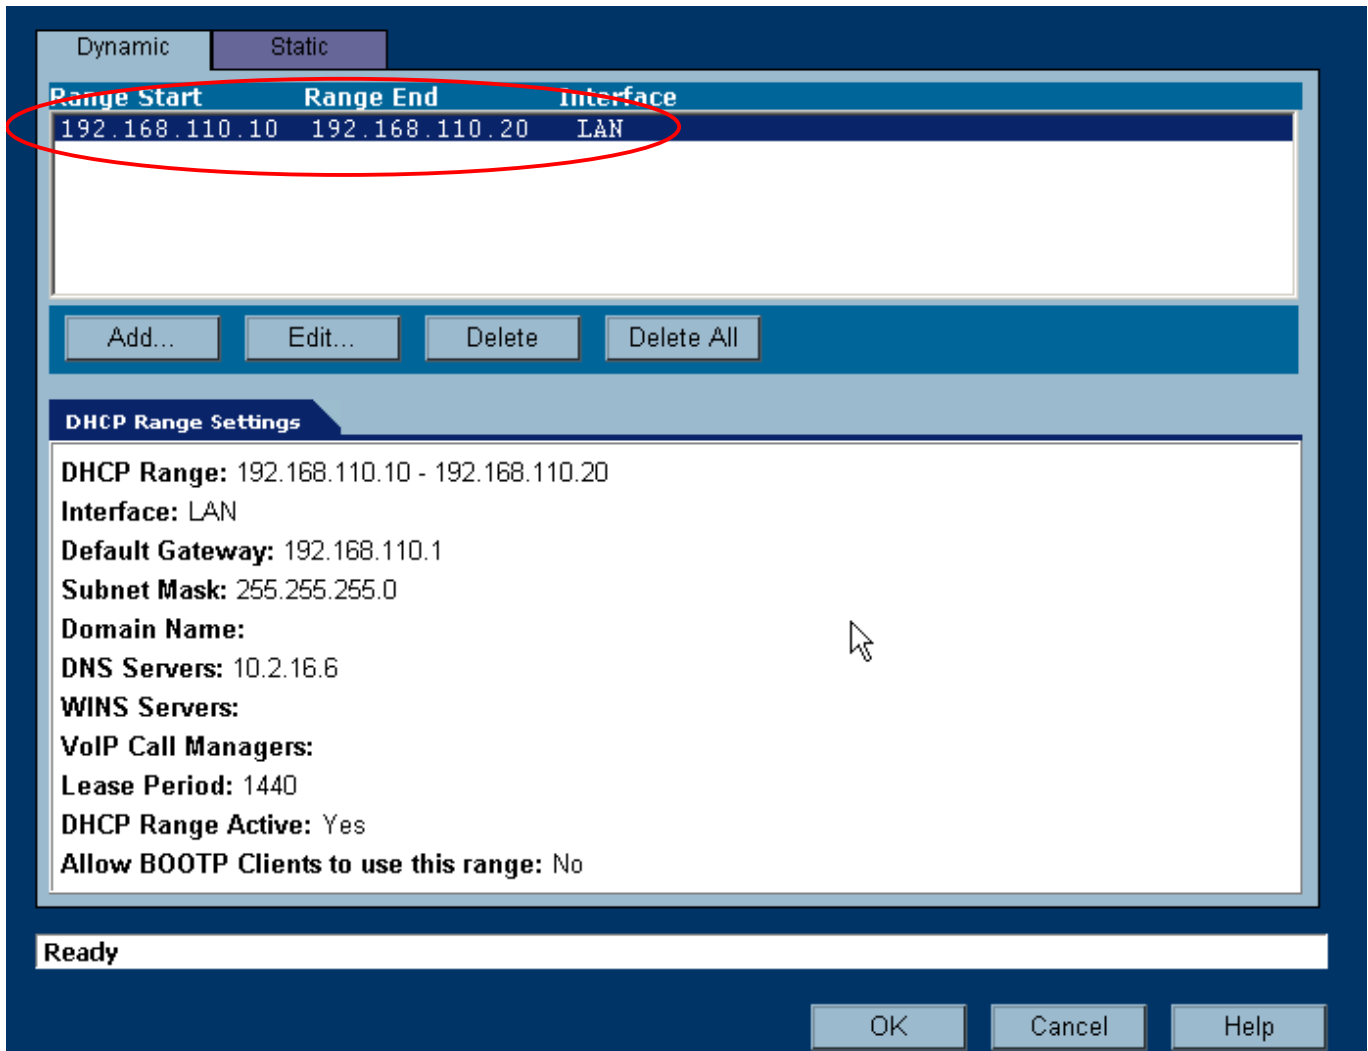 Dynamic Static
Range Start Range End Interface
192.168.110.10 192.168.110.20 LAN
Add... Edit... Delete Delete All
DHCP Range Settings
DHCP Range: 192.168.110.10 - 192.168.110.20
Interface: LAN
Default Gateway: 192.168.110.1
Subnet Mask: 255.255.255.0
Domain Name:
DNS Servers: 10.2.16.6
WINS Servers:
VoIP Call Managers:
Lease Period: 1440
DHCP Range Active: Yes
Allow BOOTP Clients to use this range: No
Ready
OK Cancel Help